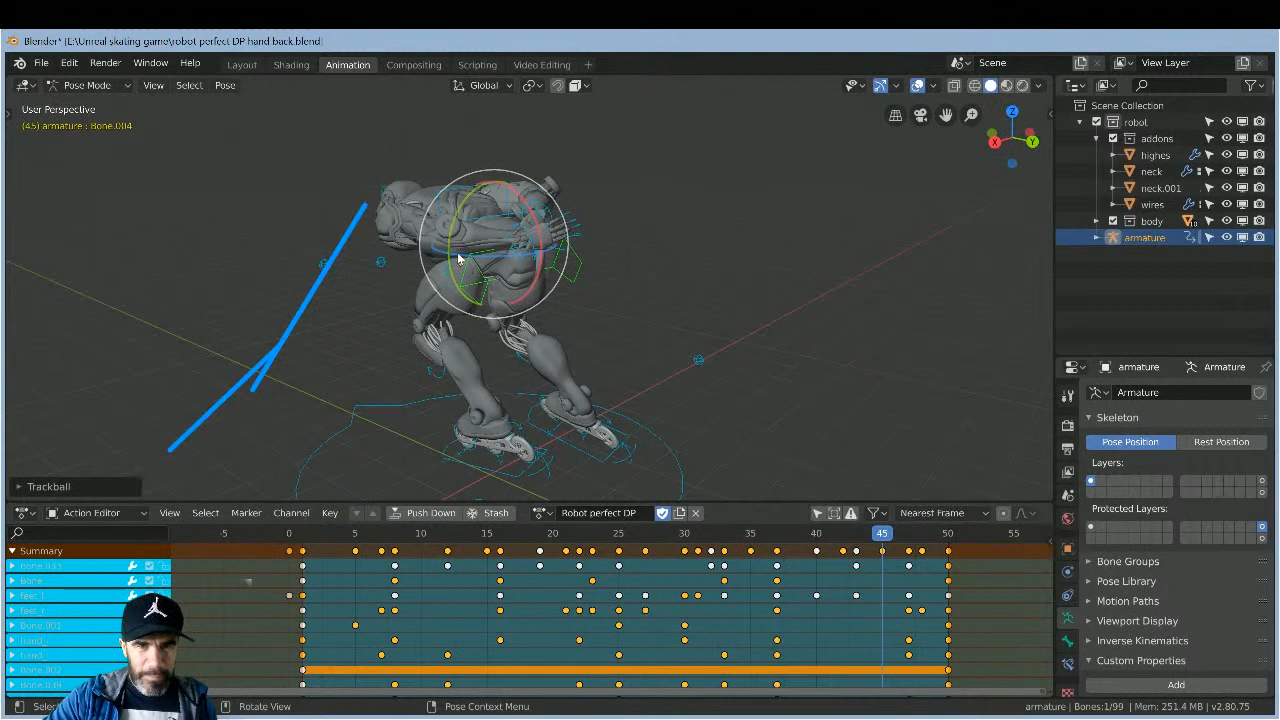 Blender* [E:\Unreal skating game\robot perfect DP hand back.blend]
File Edit Render Window Help
Layout Shading Animation Compositing Scripting Video Editing +
Scene
View Layer
Pose Mode View Select Pose
Global
User Perspective
(45) armature : Bone.004
Z
X
Y
Scene Collection
robot
addons
highes
neck
neck.001
wires
body
10
armature
armature Armature
Armature
Skeleton
Pose Position Rest Position
Layers:
Protected Layers:
Bone Groups
Pose Library
Motion Paths
Viewport Display
Inverse Kinematics
Custom Properties
Add
Trackball
Action Editor View Select Marker Channel Key Push Down Stash Robot perfect DP Nearest Frame
-5 0 5 10 15 20 25 30 35 40 45 50 55
Summary
Bone.033
Bone
feet_l
feet_r
Bone.001
Bone.002
Bone.039
Rotate View
Pose Context Menu
armature | Bones:1/99 | Mem: 251.4 MB | v2.80.75